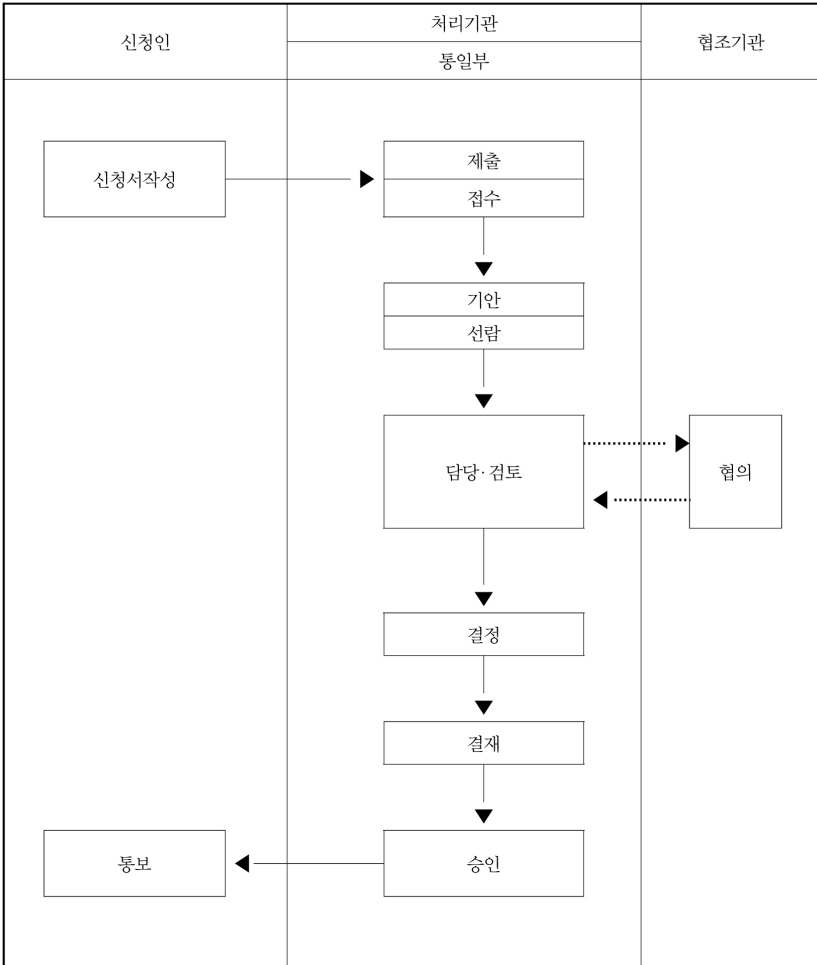 신청인
처리기관
통일부
협조기관
신청서작성
제출
접수
기안
선람
담당·검토
협의
결정
결재
통보
승인